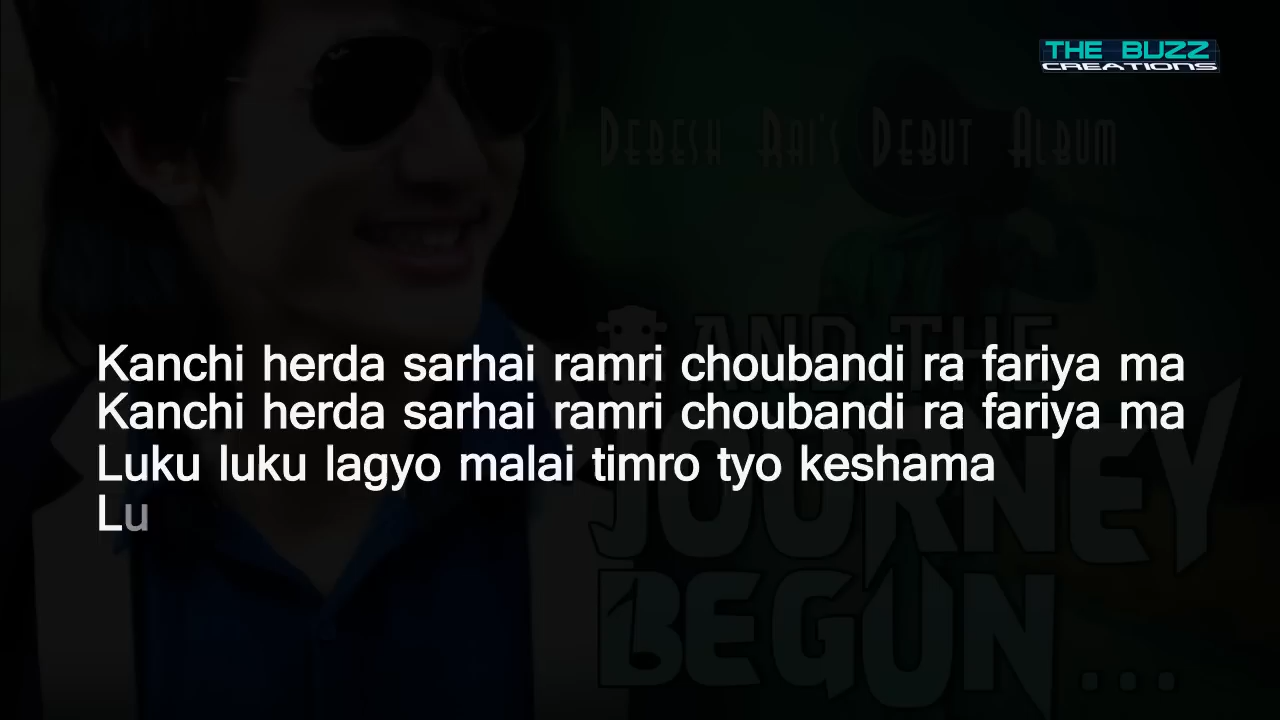 THE BUZZ
CREATIONS
DEBESH RAI'S DEBUT ALBUM
AND THE
JOURNEY
BEGUN ...
Kanchi herda sarhai ramri choubandi ra fariya ma
Kanchi herda sarhai ramri choubandi ra fariya ma
Luku luku lagyo malai timro tyo keshama
Lu